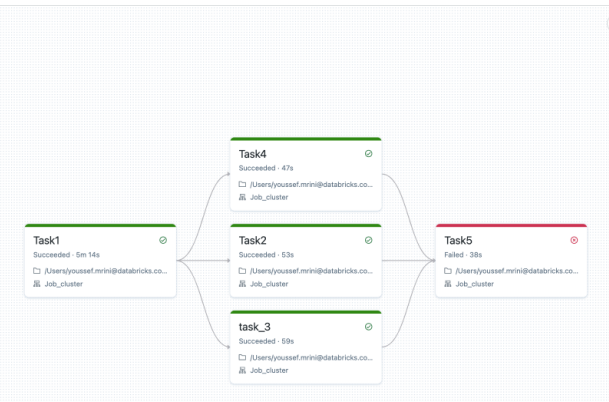 Task4
Succeeded · 47s
/Users/youssef.mrini@databricks.co...
Job_cluster
Task1
Succeeded · 5m 14s
/Users/youssef.mrini@databricks.co...
Job_cluster
Task2
Succeeded · 53s
/Users/youssef.mrini@databricks.co...
Job_cluster
Task5
Failed · 38s
/Users/youssef.mrini@databricks.co...
Job_cluster
task_3
Succeeded · 59s
/Users/youssef.mrini@databricks.co...
Job_cluster